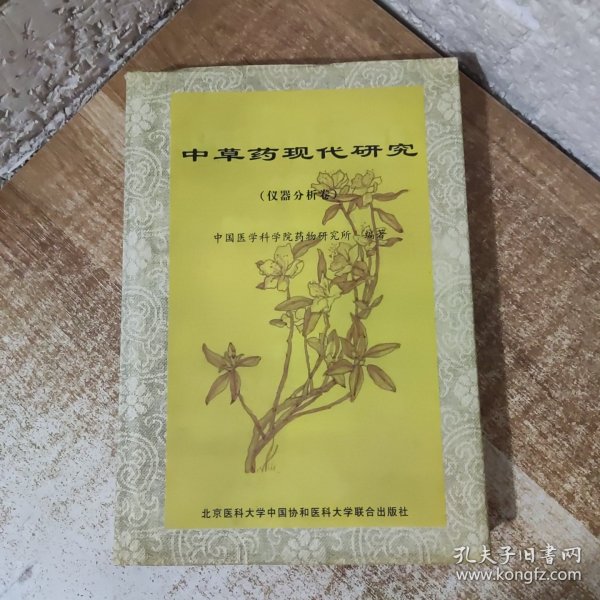 中草药现代研究
(仪器分析卷)
中国医学科学院药物研究所 编著
北京医科大学中国协和医科大学联合出版社
孔夫子旧书网
www.kongfz.com